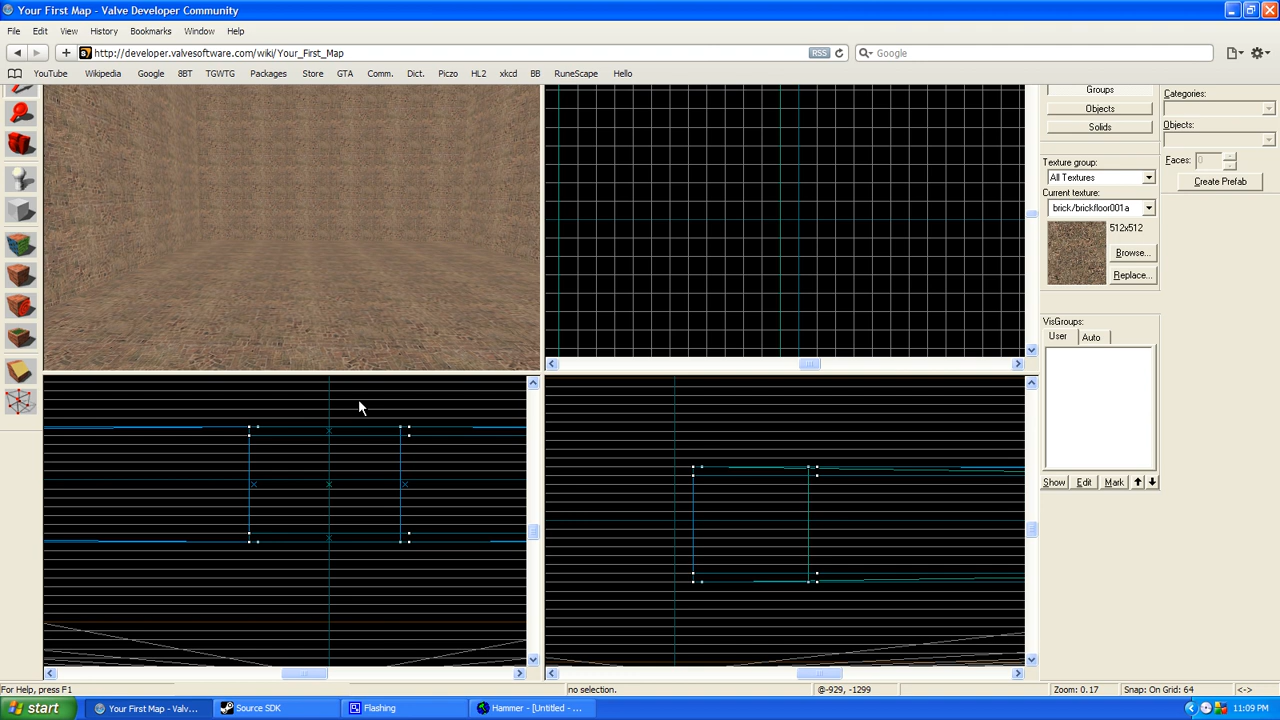 Your First Map - Valve Developer Community
File Edit View History Bookmarks Window Help
http://developer.valvesoftware.com/wiki/Your_First_Map RSS Google
YouTube Wikipedia Google 8BT TGWTG Packages Store GTA Comm. Dict. Piczo HL2 xkcd BB RuneScape Hello
Groups
Categories:
Objects
Objects:
Solids
Texture group:
Faces: 0
All Textures
Create Prefab
Current texture:
brick/brickfloor001a
512x512
Browse...
Replace...
VisGroups:
User Auto
Show Edit Mark
For Help, press F1
no selection.
@-929, -1299
Zoom: 0.17
Snap: On Grid: 64
<->
start
Your First Map - Valv...
Source SDK
Flashing
Hammer - [Untitled - ...
11:09 PM